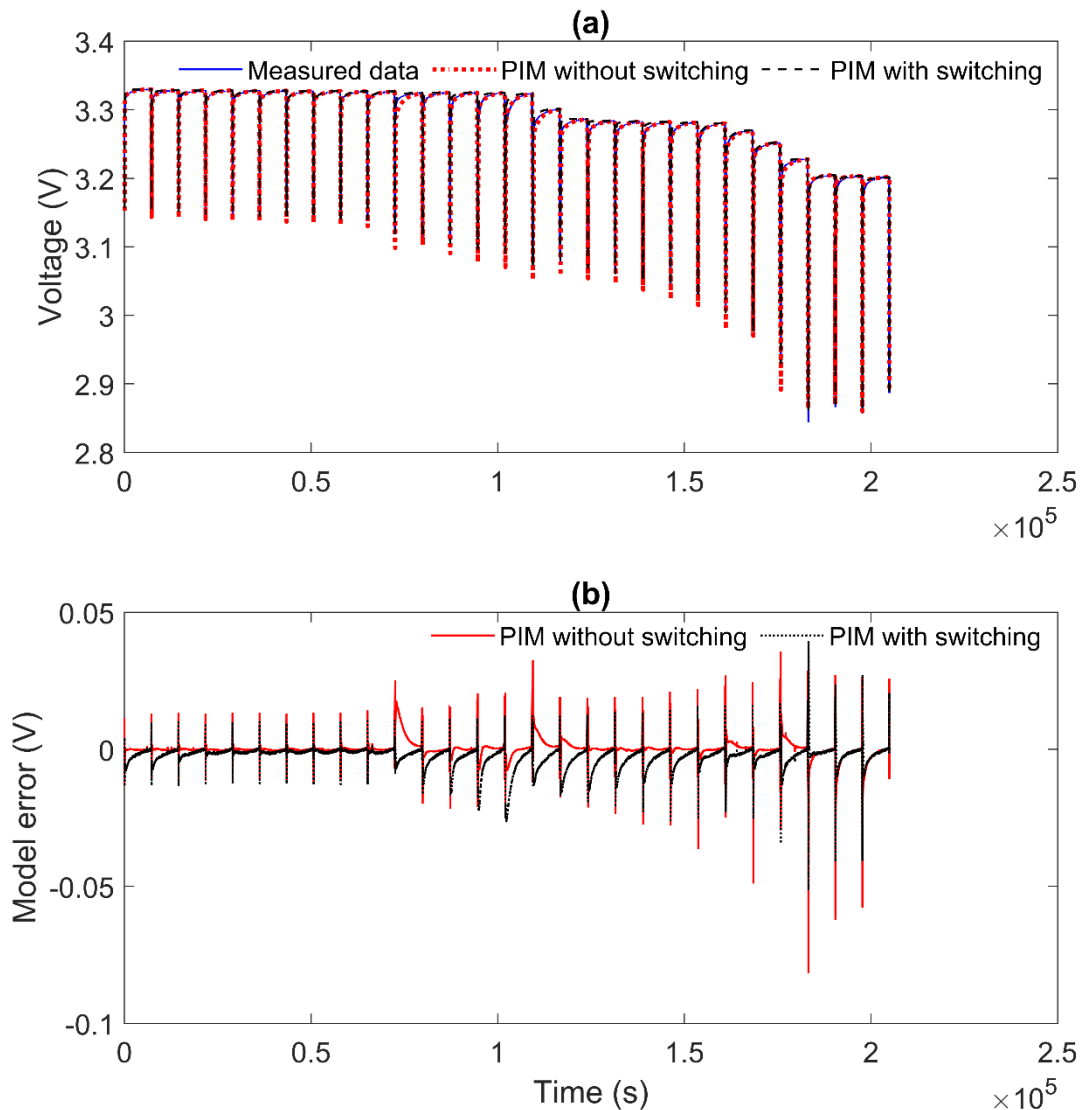 (a)
3.4
Measured data PIM without switching PIM with switching
3.3
3.2
3.1
3
2.9
2.8
Voltage (V)
0 0.5 1 1.5 2 2.5
×10^5
(b)
0.05
PIM without switching PIM with switching
0
-0.05
-0.1
Model error (V)
0 0.5 1 1.5 2 2.5
Time (s)
×10^5